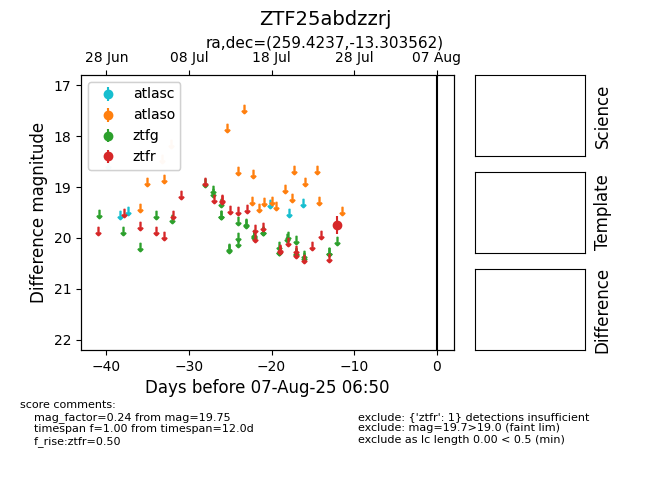 ZTF25abdzzrj
ra,dec=(259.4237,-13.303562)
28 Jun 08 Jul 18 Jul 28 Jul 07 Aug
atlasc
atlaso
ztfg
ztfr
17
18
19
20
21
22
Difference magnitude
−40 −30 −20 −10 0
Days before 07-Aug-25 06:50
Science
Template
Difference
score comments:
mag_factor=0.24 from mag=19.75
timespan f=1.00 from timespan=12.0d
f_rise:ztfr=0.50
exclude: {'ztfr': 1} detections insufficient
exclude: mag=19.7>19.0 (faint lim)
exclude as lc length 0.00 < 0.5 (min)